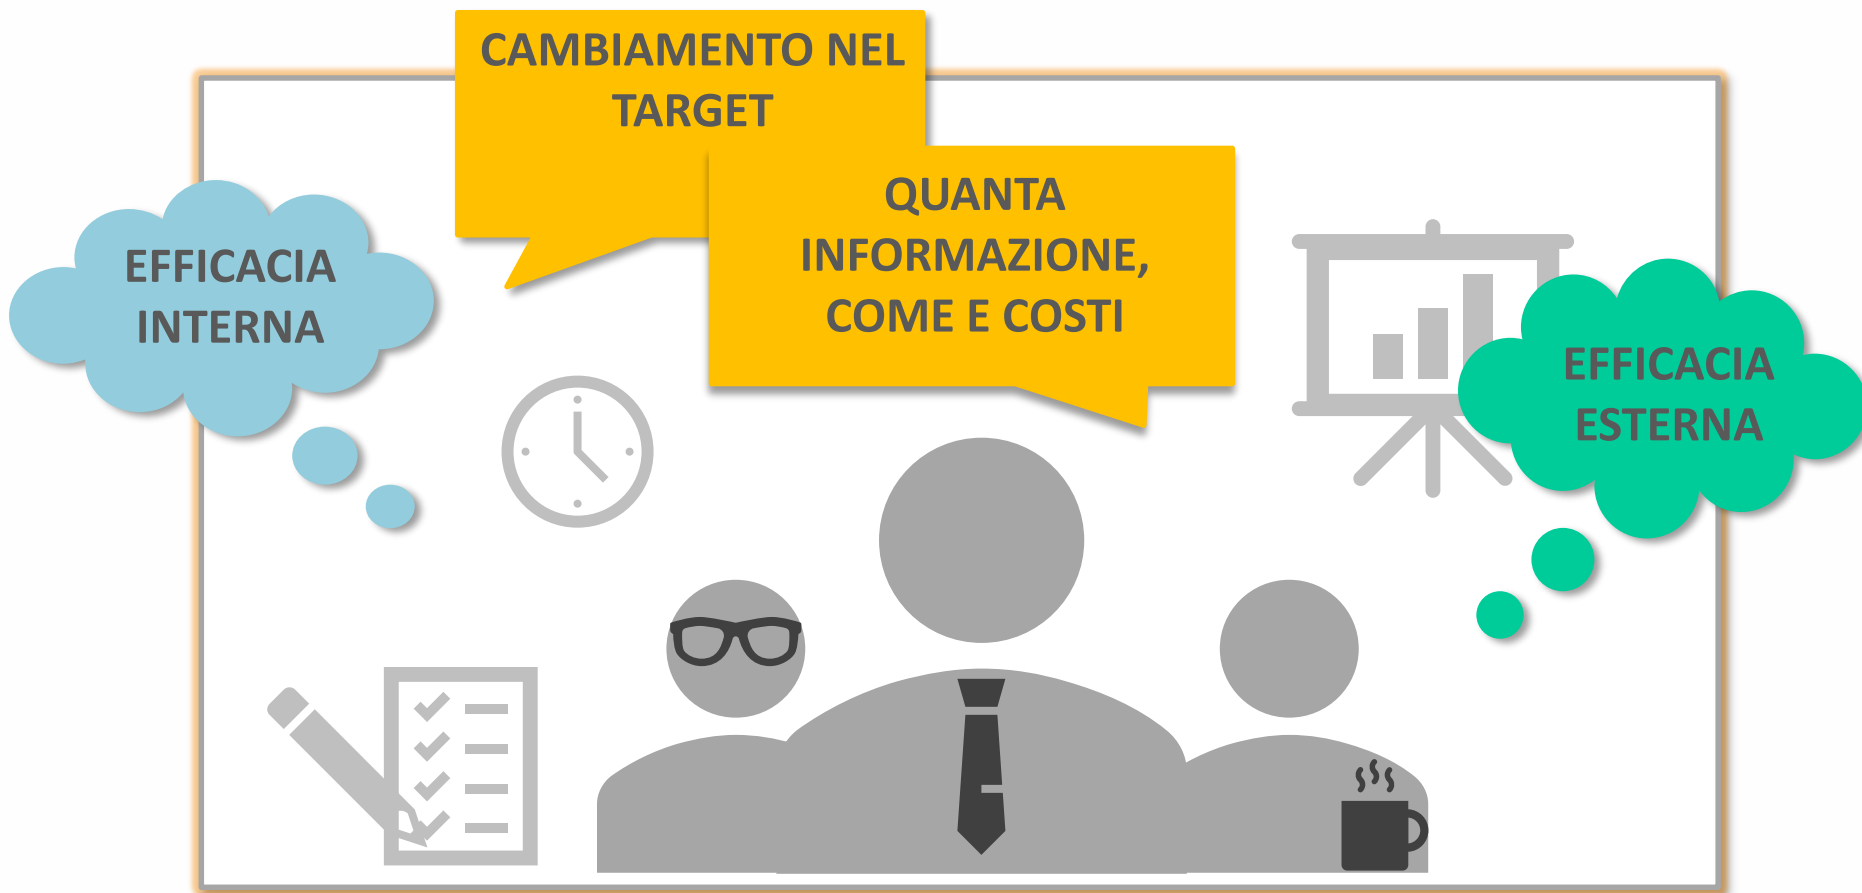 CAMBIAMENTO NEL
TARGET
QUANTA
INFORMAZIONE,
COME E COSTI
EFFICACIA
INTERNA
EFFICACIA
ESTERNA